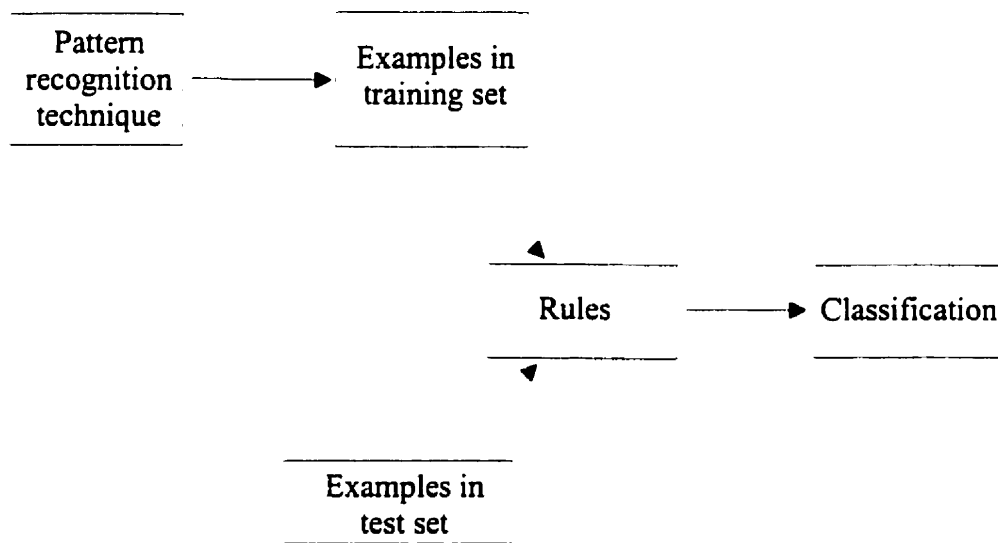 Pattern
recognition
technique
Examples in
training set
Rules
Classification
Examples in
test set